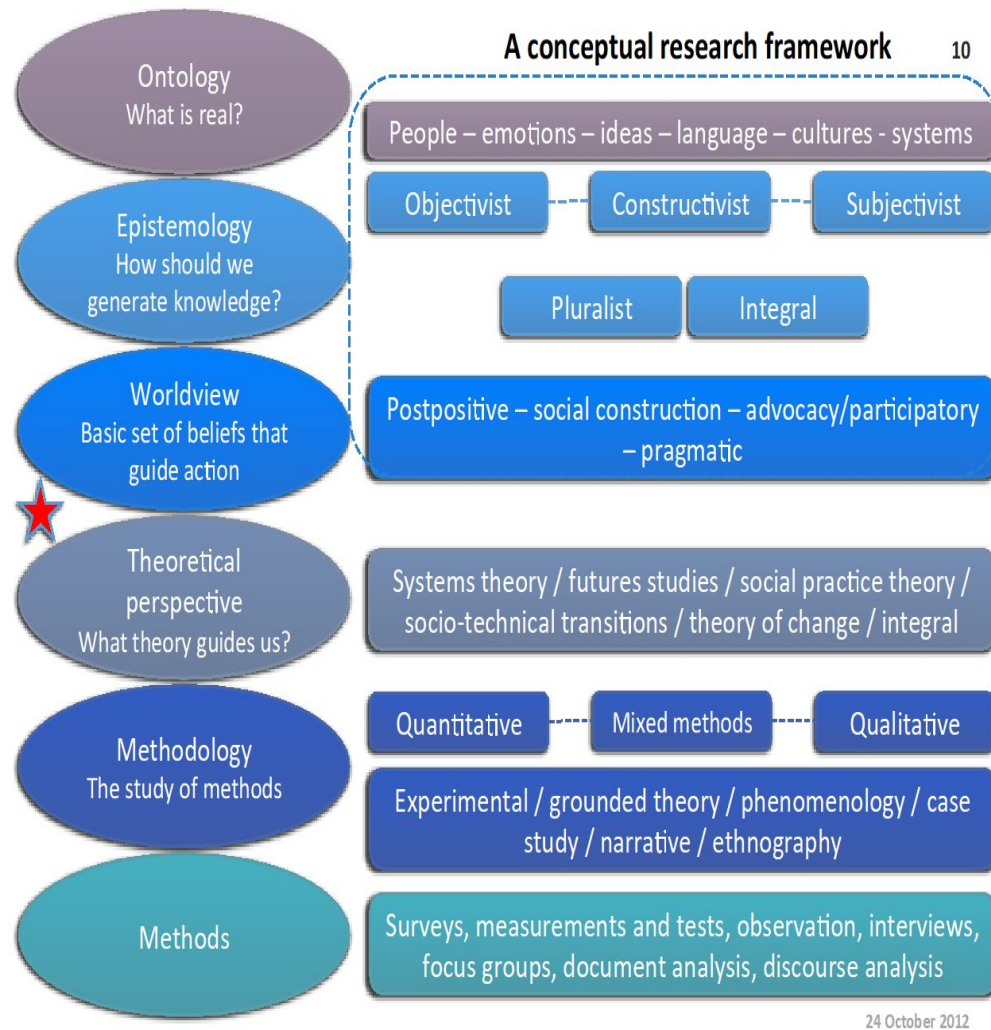 A conceptual research framework 10
Ontology
What is real?
People – emotions – ideas – language – cultures - systems
Epistemology
How should we
generate knowledge?
Objectivist
Constructivist
Subjectivist
Pluralist
Integral
Worldview
Basic set of beliefs that
guide action
Postpositive – social construction – advocacy/participatory
– pragmatic
Theoretical
perspective
What theory guides us?
Systems theory / futures studies / social practice theory /
socio-technical transitions / theory of change / integral
Methodology
The study of methods
Quantitative
Mixed methods
Qualitative
Experimental / grounded theory / phenomenology / case
study / narrative / ethnography
Methods
Surveys, measurements and tests, observation, interviews,
focus groups, document analysis, discourse analysis
24 October 2012